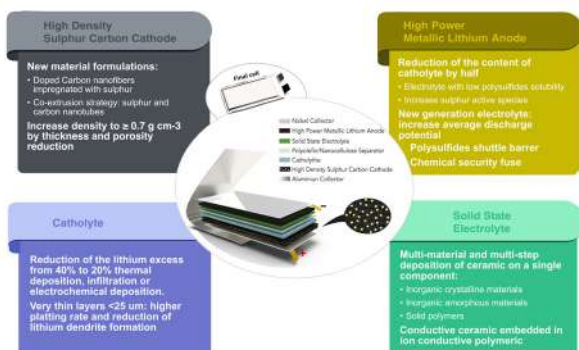 High Density
Sulphur Carbon Cathode
New material formulations:
• Doped Carbon nanofibers
impregnated with sulphur
• Co-extrusion strategy: sulphur and
carbon nanotubes
Increase density to ≥ 0.7 g cm-3
by thickness and porosity
reduction
Final cell
Nickel Collector
High Power Metallic Lithium Anode
Solid State Electrolyte
Polyolefin/Nanocellulose Separator
Catholythe
High Density Sulphur Carbon Cathode
Aluminun Collector
High Power
Metallic Lithium Anode
Reduction of the content of
catholyte by half
• Electrolyte with low polysulfides solubility
• Increase sulphur active species
New generation electrolyte:
increase average discharge
potential
Polysulfides shuttle barrer
Chemical security fuse
Catholyte
Reduction of the lithium excess
from 40% to 20% thermal
deposition, infiltration or
electrochemical deposition.
Very thin layers <25 um: higher
platting rate and reduction of
lithium dendrite formation
Solid State
Electrolyte
Multi-material and multi-step
deposition of ceramic on a single
component:
• Inorganic crystalline materials
• Inorganic amorphous materials
• Solid polymers
Conductive ceramic embedded in
ion conductive polymeric